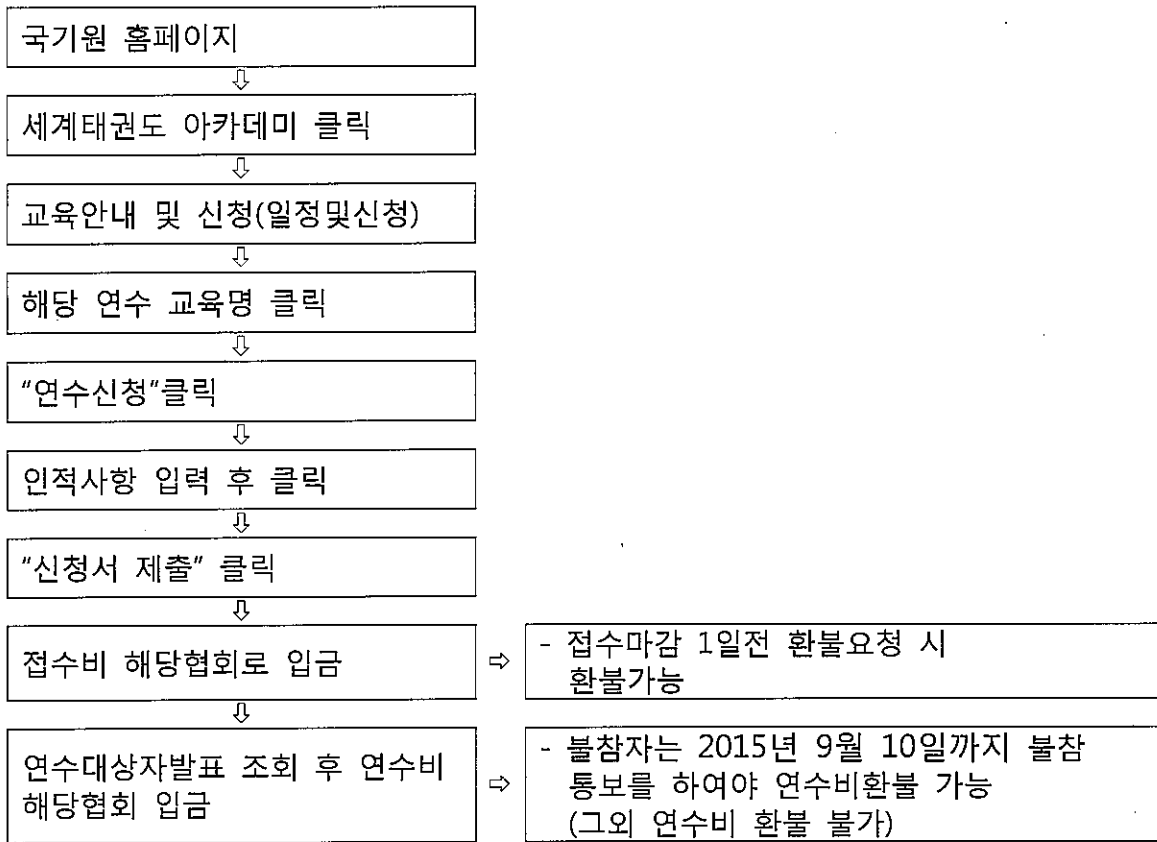 국기원 홈페이지
⇩
세계태권도 아카데미 클릭
⇩
교육안내 및 신청(일정및신청)
⇩
해당 연수 교육명 클릭
⇩
“연수신청”클릭
⇩
인적사항 입력 후 클릭
⇩
“신청서 제출” 클릭
⇩
접수비 해당협회로 입금
⇨
- 접수마감 1일전 환불요청 시
환불가능
⇩
연수대상자발표 조회 후 연수비
해당협회 입금
⇨
- 불참자는 2015년 9월 10일까지 불참
통보를 하여야 연수비환불 가능
(그외 연수비 환불 불가)